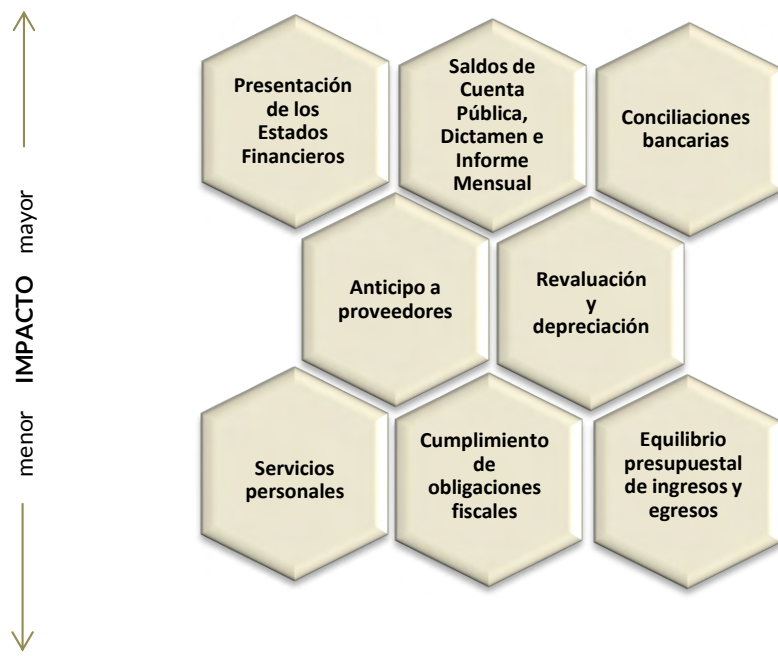 Presentación
de los
Estados
Financieros
Saldos de
Cuenta
Pública,
Dictamen e
Informe
Mensual
Conciliaciones
bancarias
Anticipo a
proveedores
Revaluación
y
depreciación
Servicios
personales
Cumplimiento
de
obligaciones
fiscales
Equilibrio
presupuestal
de ingresos y
egresos
menor IMPACTO mayor